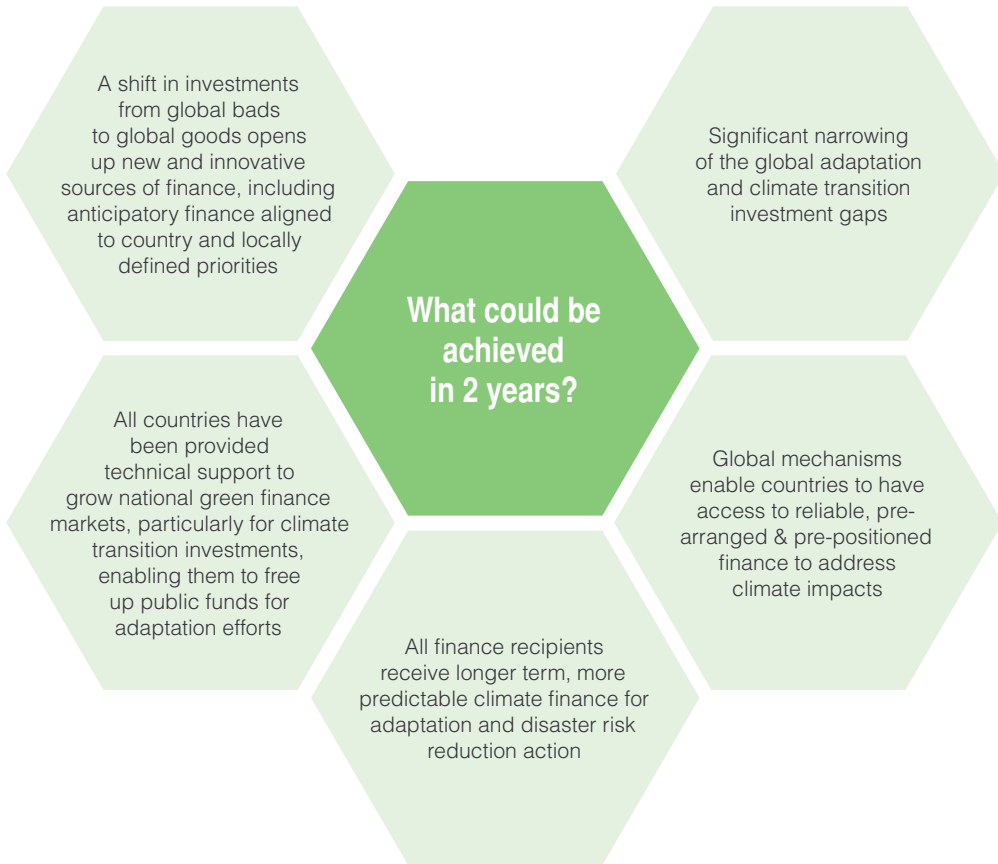 A shift in investments
from global bads
to global goods opens
up new and innovative
sources of finance, including
anticipatory finance aligned
to country and locally
defined priorities
Significant narrowing
of the global adaptation
and climate transition
investment gaps
What could be
achieved
in 2 years?
All countries have
been provided
technical support to
grow national green finance
markets, particularly for climate
transition investments,
enabling them to free
up public funds for
adaptation efforts
Global mechanisms
enable countries to have
access to reliable, pre-
arranged & pre-positioned
finance to address
climate impacts
All finance recipients
receive longer term, more
predictable climate finance for
adaptation and disaster risk
reduction action